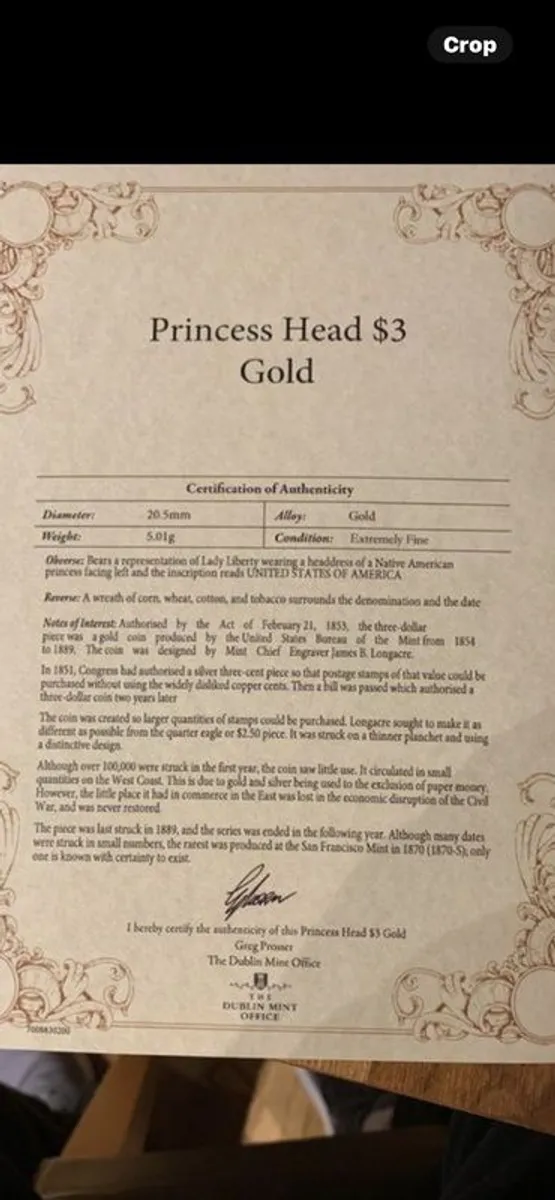 Crop
Princess Head $3
Gold
Certification of Authenticity
Diameter: 20.5mm Alloy: Gold
Weight: 5.01g Condition: Extremely Fine
Obverse: Bears a representation of Lady Liberty wearing a headdress of a Native American
princess facing left and the inscription reads UNITED STATES OF AMERICA
Reverse: A wreath of corn, wheat, cotton, and tobacco surrounds the denomination and the date
Notes of Interest: Authorised by the Act of February 21, 1853, the three-dollar
piece was a gold coin produced by the United States Bureau of the Mint from 1854
to 1889. The coin was designed by Mint Chief Engraver James B. Longacre.
In 1851, Congress had authorised a silver three-cent piece so that postage stamps of that value could be
purchased without using the widely disliked copper cents. Then a bill was passed which authorised a
three-dollar coin two years later
The coin was created so larger quantities of stamps could be purchased. Longacre sought to make it as
different as possible from the quarter eagle or $2.50 piece. It was struck on a thinner planchet and using
a distinctive design.
Although over 100,000 were struck in the first year, the coin saw little use. It circulated in small
quantities on the West Coast. This is due to gold and silver being used to the exclusion of paper money.
However, the little place it had in commerce in the East was lost in the economic disruption of the Civil
War, and was never restored.
The piece was last struck in 1889, and the series was ended in the following year. Although many dates
were struck in small numbers, the rarest was produced at the San Francisco Mint in 1870 (1870-S), only
one is known with certainty to exist.
I hereby certify the authenticity of this Princess Head $3 Gold
Greg Prosser
The Dublin Mint Office
THE
DUBLIN MINT
OFFICE